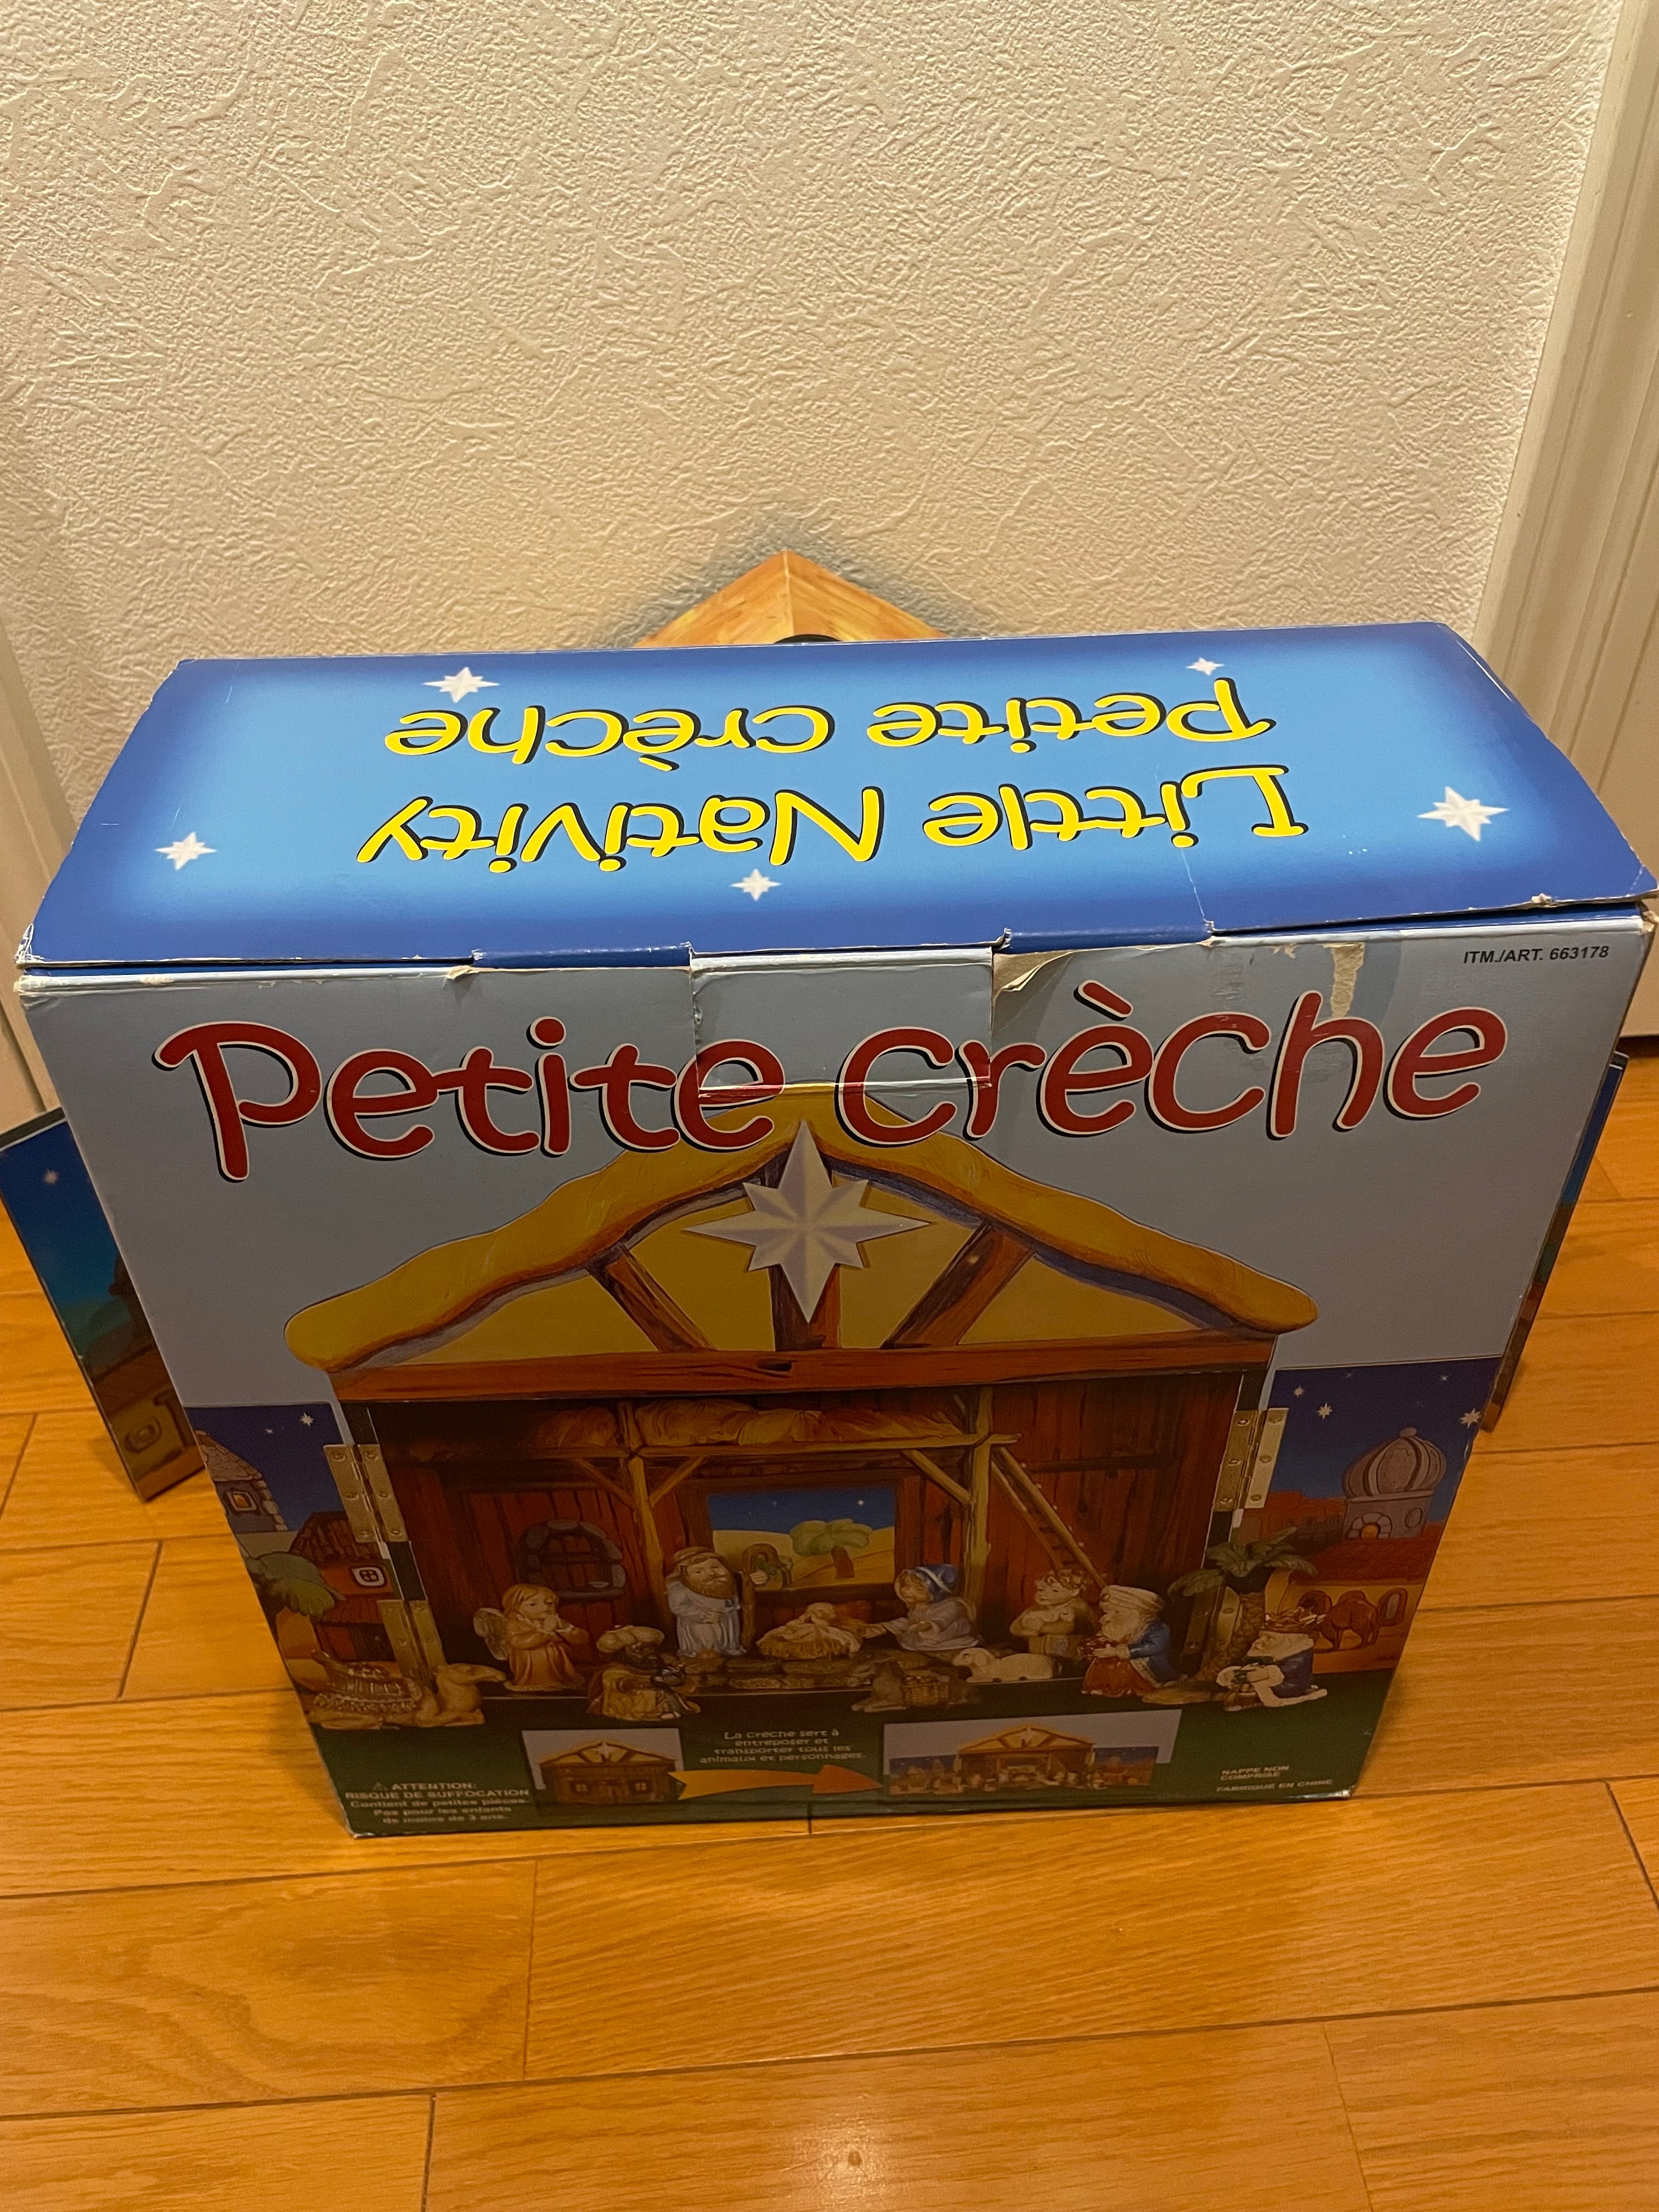 Little Nativity
Petite Crèche
ITM./ART. 663178
Petite Crèche
La Crèche sert à
entreposer et
transporter tous les
animaux et personnages.
⚠ ATTENTION:
RISQUE DE SUFFOCATION
Contient de petites pièces.
Pas pour les enfants
de moins de 3 ans.
NAPPE NON
COMPRISE
FABRIQUÉ EN CHINE